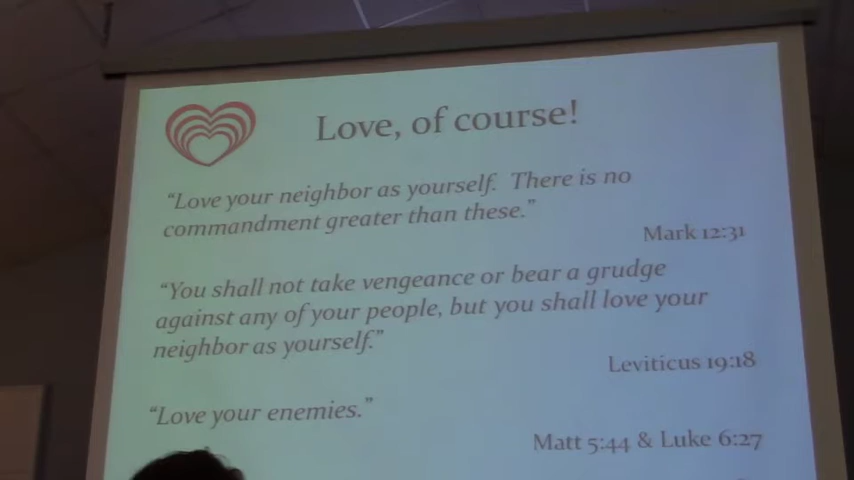 Love, of course!
“Love your neighbor as yourself. There is no
commandment greater than these.”
Mark 12:31
“You shall not take vengeance or bear a grudge
against any of your people, but you shall love your
neighbor as yourself.”
Leviticus 19:18
“Love your enemies.”
Matt 5:44 & Luke 6:27